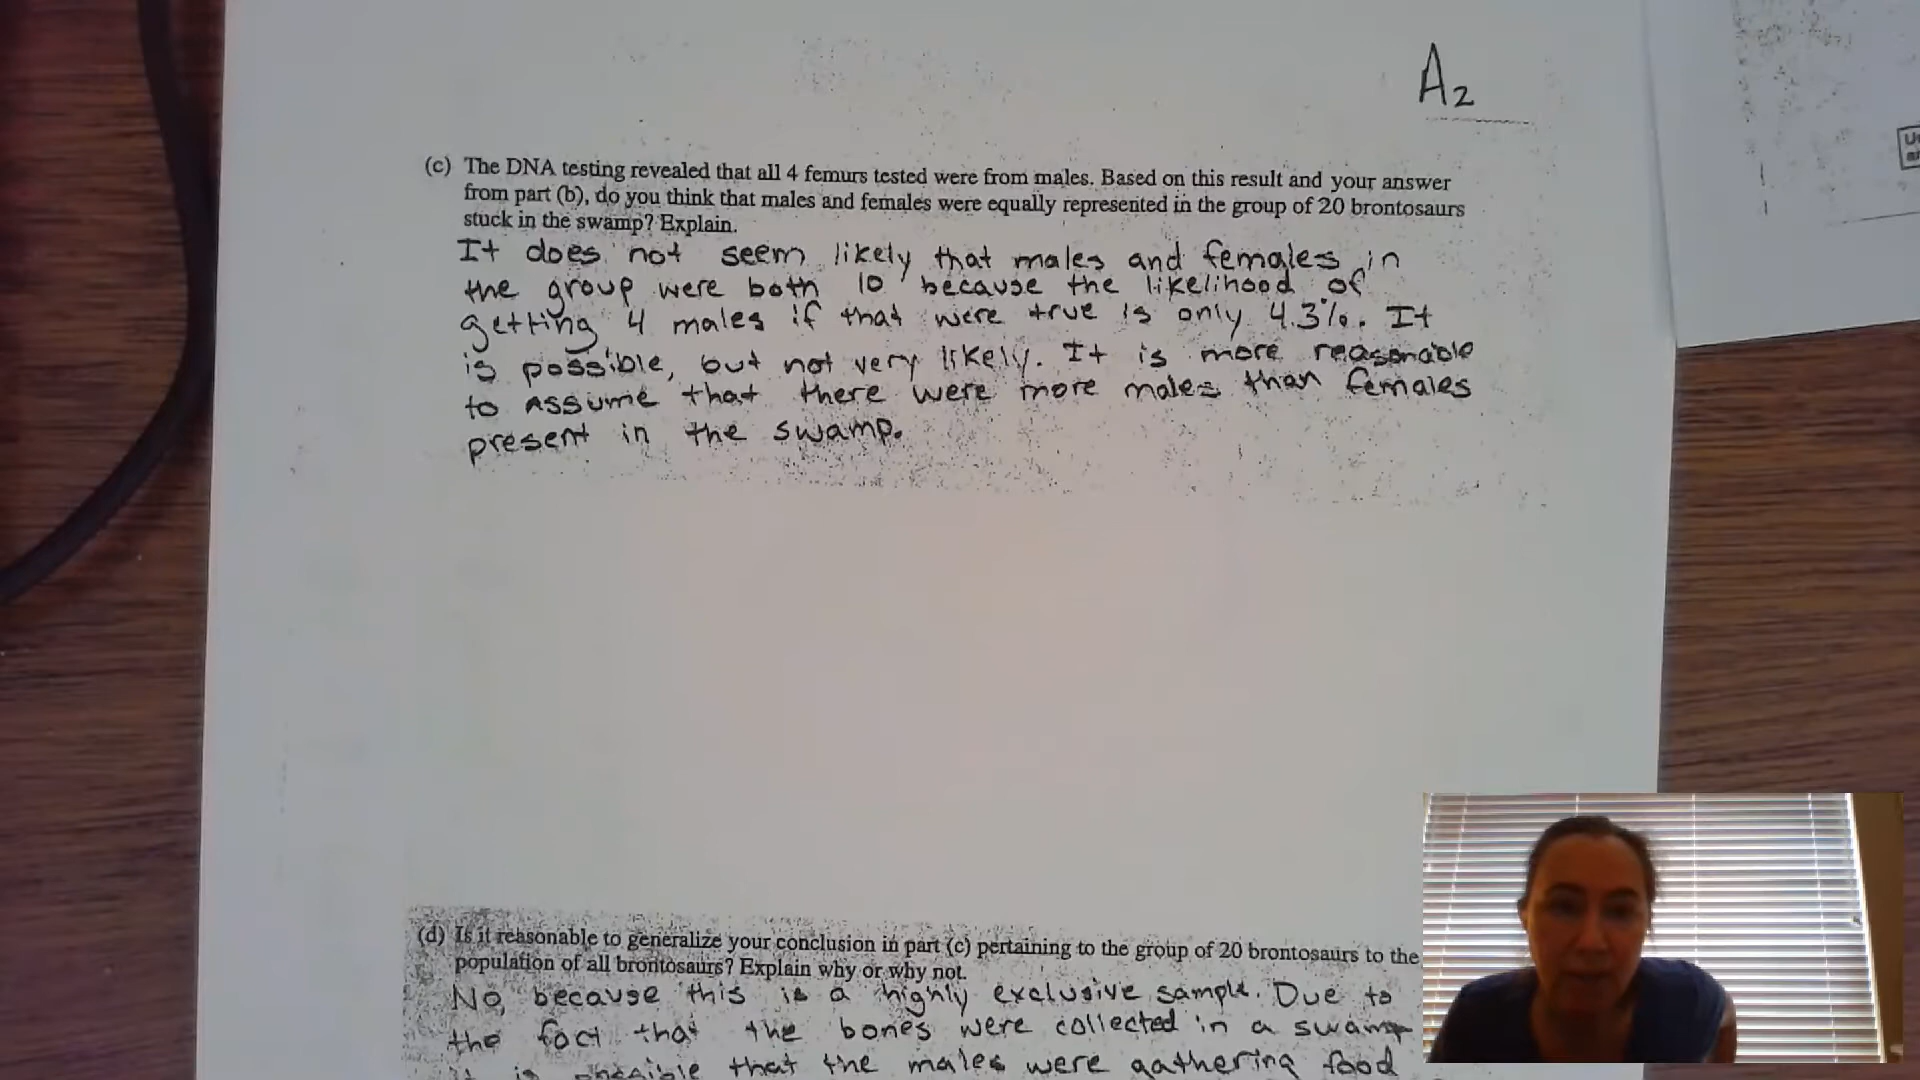 A2
(c) The DNA testing revealed that all 4 femurs tested were from males. Based on this result and your answer
from part (b), do you think that males and females were equally represented in the group of 20 brontosaurs
stuck in the swamp? Explain.
It does not seem likely that males and females in
the group were both 10 because the likelihood of
getting 4 males if that were true is only 4.3%. It
is possible, but not very likely. It is more reasonable
to assume that there were more males than females
present in the swamp.
(d) Is it reasonable to generalize your conclusion in part (c) pertaining to the group of 20 brontosaurs to the
population of all brontosaurs? Explain why or why not.
No, because this is a highly exclusive sample. Due to
the fact that the bones were collected in a swamp
it is possible that the males were gathering food